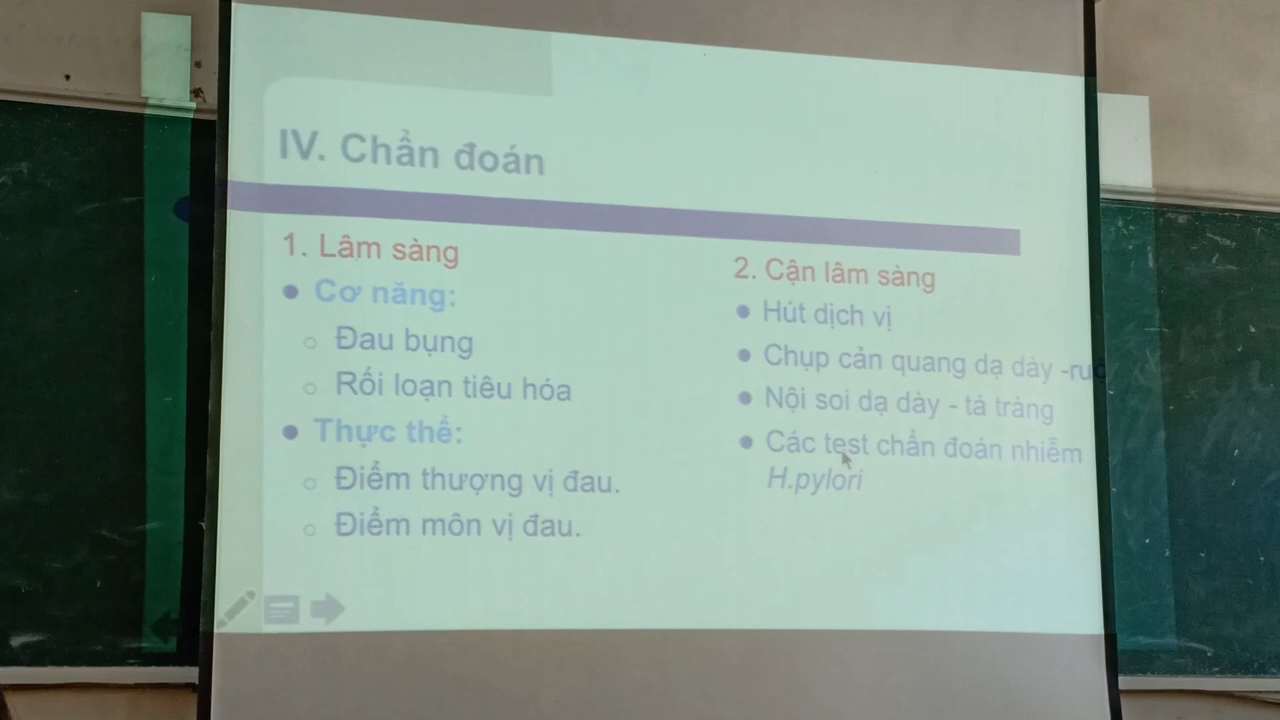 IV. Chẩn đoán
1. Lâm sàng
Cơ năng:
Đau bụng
Rối loạn tiêu hóa
Thực thể:
Điểm thượng vị đau.
Điểm môn vị đau.
2. Cận lâm sàng
Hút dịch vị
Chụp cản quang dạ dày -
Nội soi dạ dày - tá tràng
Các test chẩn đoán nhiễm
H.pylori